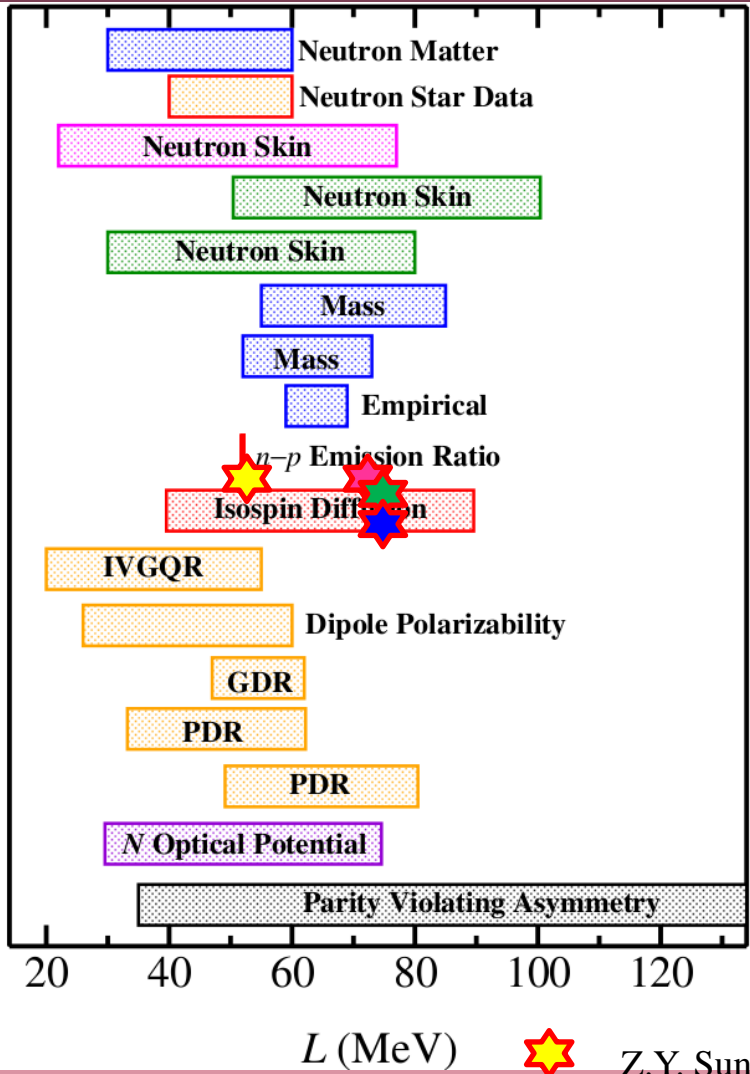 Neutron Matter
Neutron Star Data
Neutron Skin
Neutron Skin
Neutron Skin
Mass
Mass
Empirical
n–p Emission Ratio
Isospin
IVGQR
Dipole Polarizability
GDR
PDR
PDR
N Optical Potential
Parity Violating Asymmetry
20 40 60 80 100 120
L (MeV)
Z.Y. Sun